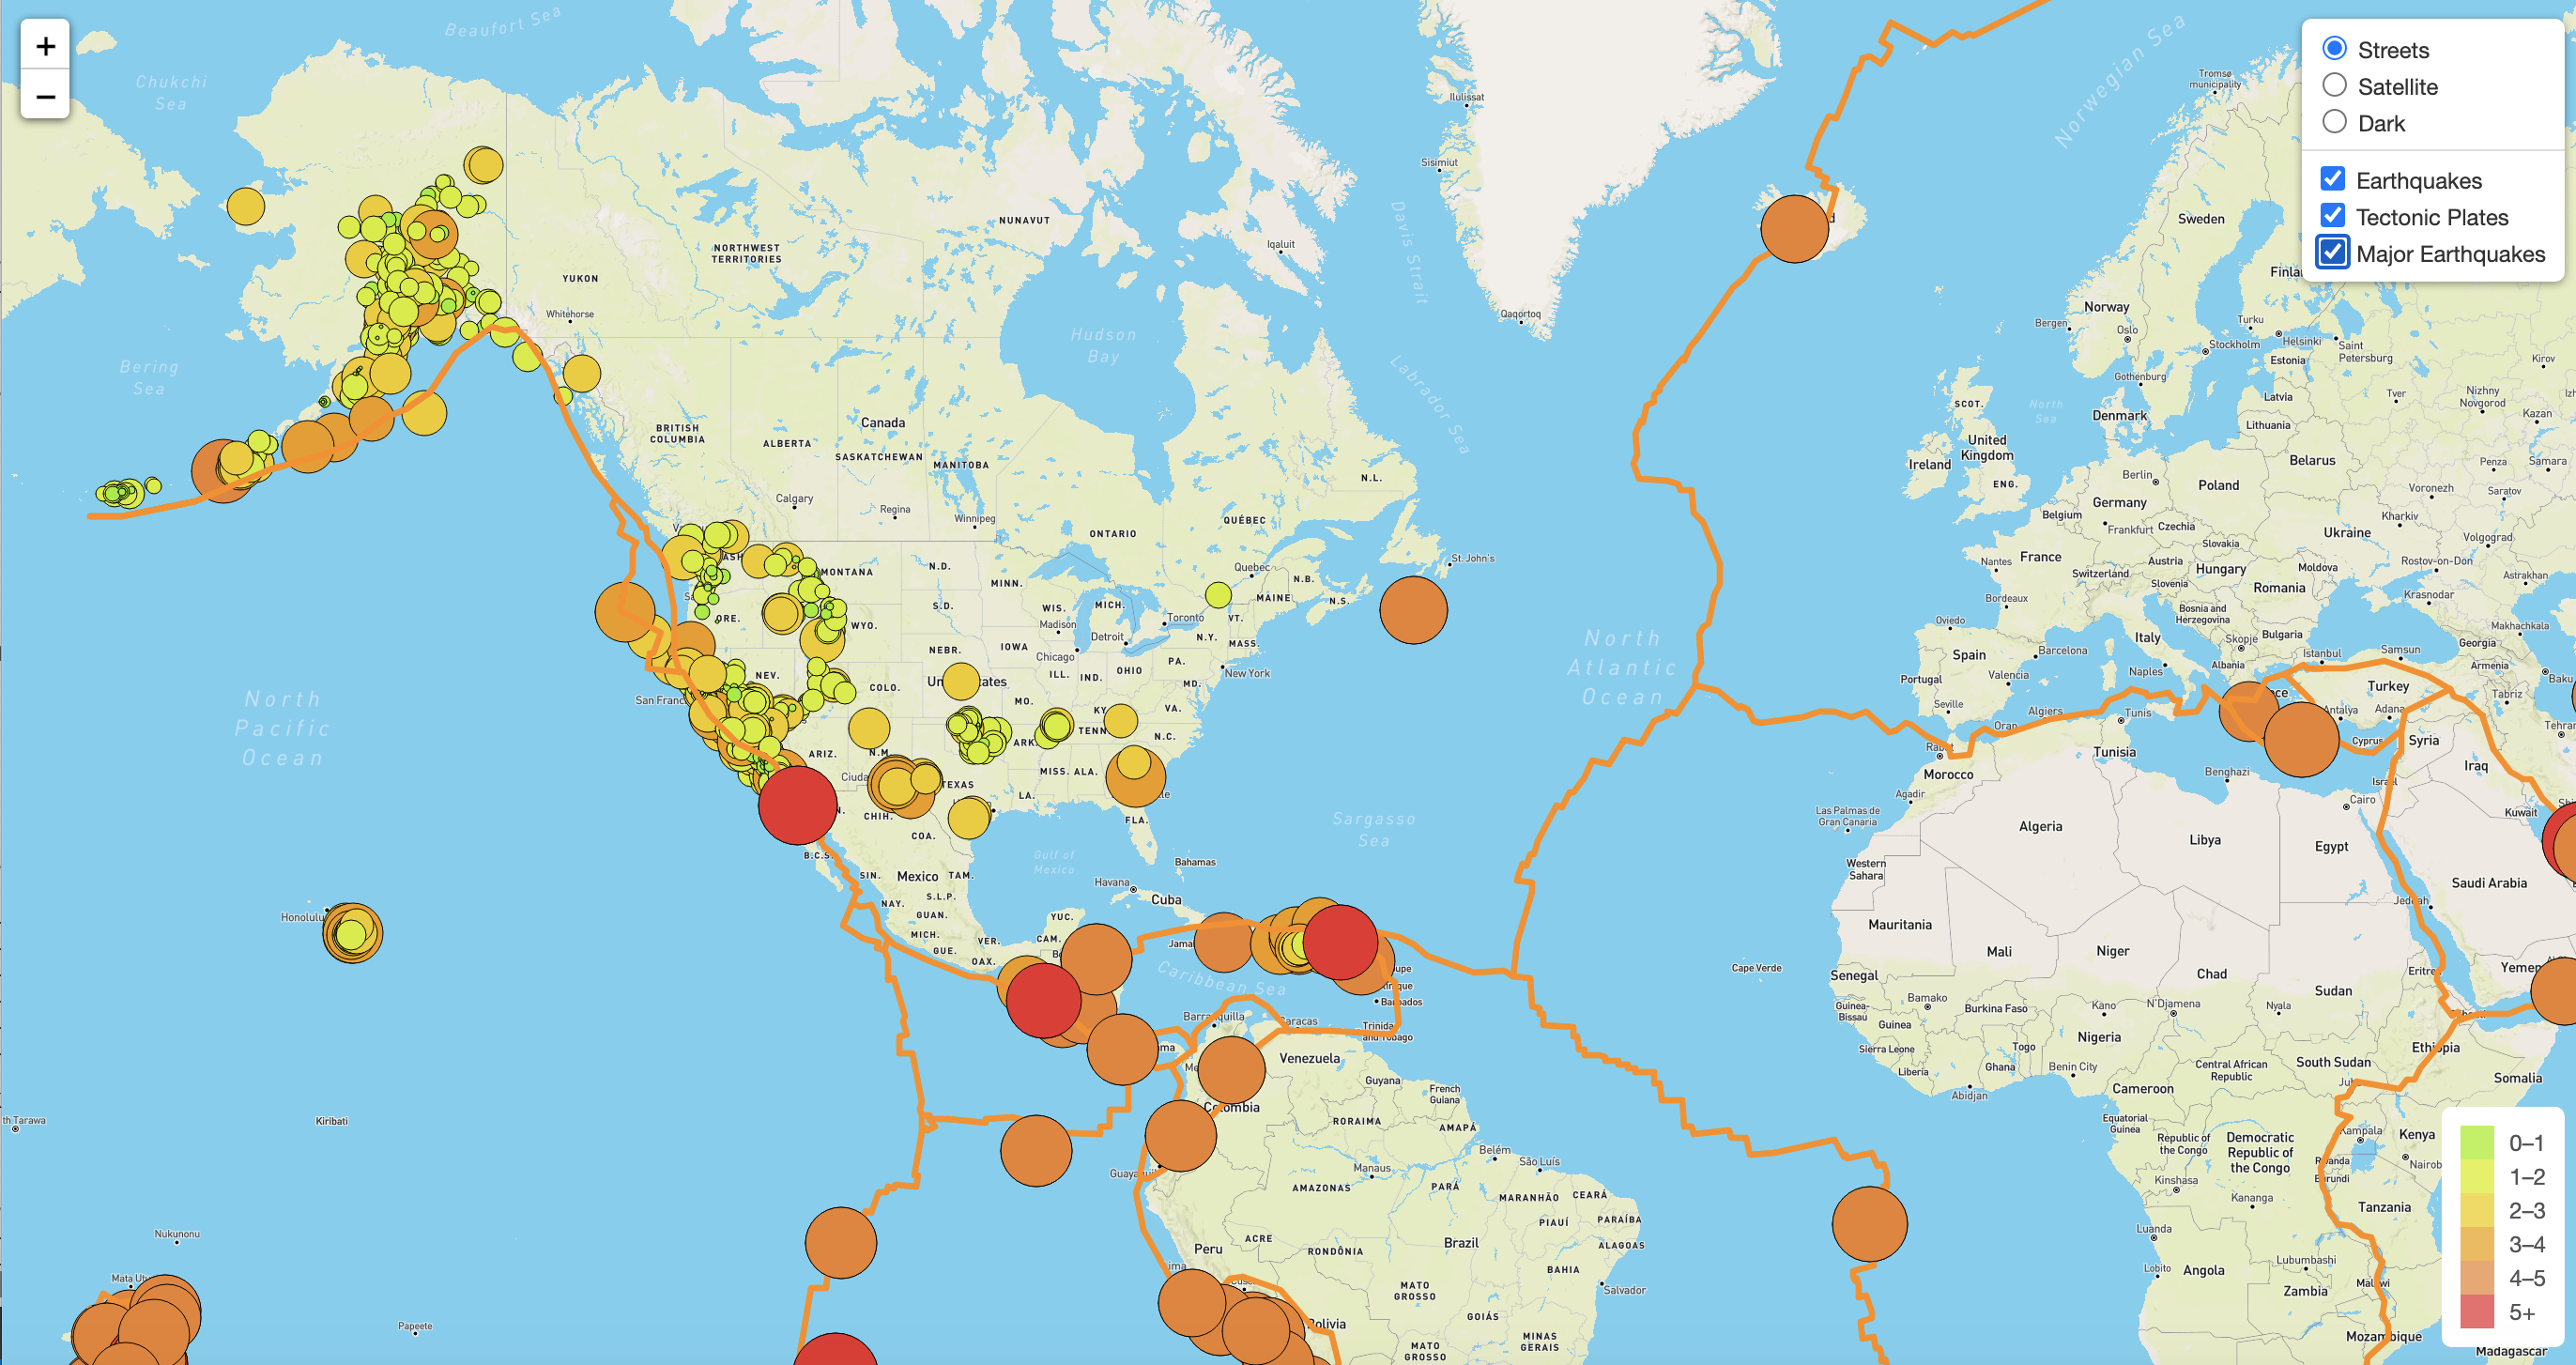 +
−
Streets
Satellite
Dark
Earthquakes
Tectonic Plates
Major Earthquakes
Beaufort Sea
Chukchi
Sea
Norwegian Sea
Tromsø
municipality
Ilulissat
Sisimiut
Davis Strait
Qaqortoq
Labrador Sea
NUNAVUT
Iqaluit
NORTHWEST
TERRITORIES
YUKON
Whitehorse
Hudson
Bay
Bering
Sea
Sweden
Norway
Bergen
Oslo
Turku
Helsinki
Stockholm
Saint
Petersburg
Estonia
Kirov
Gothenburg
Latvia
Tver
Nizhny
Novgorod
Kazan
North
Sea
SCOT.
Denmark
Lithuania
United
Kingdom
Ireland
ENG.
Berlin
Belarus
Penza
Samara
Poland
Voronezh
Saratov
Germany
Belgium
Frankfurt
Czechia
Kharkiv
Ukraine
Volgograd
France
Slovakia
Nantes
Austria
Hungary
Moldova
Rostov-on-Don
Switzerland
Slovenia
Romania
Astrakhan
Bordeaux
Bosnia and
Herzegovina
Krasnodar
Oviedo
Italy
Skopje
Bulgaria
Makhachkala
Spain
Barcelona
Naples
Albania
Istanbul
Samsun
Georgia
Armenia
Portugal
Valencia
Turkey
Tabriz
Baku
Seville
Algiers
Tunis
Antalya
Adana
Oran
Cyprus
Syria
Tehran
Tunisia
Morocco
Benghazi
Iraq
Agadir
Cairo
Las Palmas de
Gran Canaria
Kuwait
Algeria
Libya
Egypt
Western
Sahara
Saudi Arabia
Jeddah
Mauritania
Mali
Niger
Chad
Cape Verde
Senegal
Sudan
Eritrea
Yemen
Guinea-
Bissau
Bamako
Burkina Faso
Kano
N'Djamena
Nyala
Guinea
Nigeria
Sierra Leone
Togo
Ghana
Benin City
Liberia
Central African
Republic
South Sudan
Ethiopia
Cameroon
Somalia
Abidjan
Equatorial
Guinea
Republic of
the Congo
Democratic
Republic of
the Congo
Kampala
Kenya
Nairob
Kinshasa
Kananga
Burundi
Tanzania
Luanda
Lubumbashi
Lobito
Angola
Zambia
Mozambique
Madagascar
BRITISH
COLUMBIA
ALBERTA
Canada
SASKATCHEWAN
MANITOBA
Calgary
Regina
Winnipeg
ONTARIO
QUÉBEC
N.L.
St. John's
Quebec
N.B.
MAINE
N.S.
MONTANA
N.D.
MINN.
ORE.
WYO.
S.D.
WIS.
Madison
MICH.
Toronto
VT.
NEBR.
IOWA
Chicago
Detroit
N.Y.
MASS.
NEV.
COLO.
ILL.
IND.
OHIO
PA.
New York
MD.
MO.
KY.
VA.
ARIZ.
N.M.
ARK.
TENN
N.C.
TEXAS
MISS.
ALA.
LA.
FLA.
CHIH.
COA.
B.C.S.
SIN.
Mexico
TAM.
S.L.P.
NAY.
GUAN.
MICH.
VER.
YUC.
CAM.
GUE.
OAX.
Gulf of
Mexico
Bahamas
Havana
Cuba
Caribbean Sea
Barbados
Trinidad
and Tobago
North
Pacific
Ocean
North
Atlantic
Ocean
Sargasso
Sea
Honolulu
Kiribati
Nukunonu
Papeete
Barranquilla
Caracas
Venezuela
Guyana
French
Guiana
Colombia
RORAIMA
AMAPÁ
Belém
São Luís
Manaus
PARÁ
AMAZONAS
MARANHÃO
CEARÁ
PIAUÍ
PARAÍBA
ACRE
Peru
RONDÔNIA
Brazil
ALAGOAS
BAHIA
MATO
GROSSO
Salvador
GOIÁS
Bolivia
MINAS
GERAIS
MATO
GROSSO
0–1
1–2
2–3
3–4
4–5
5+